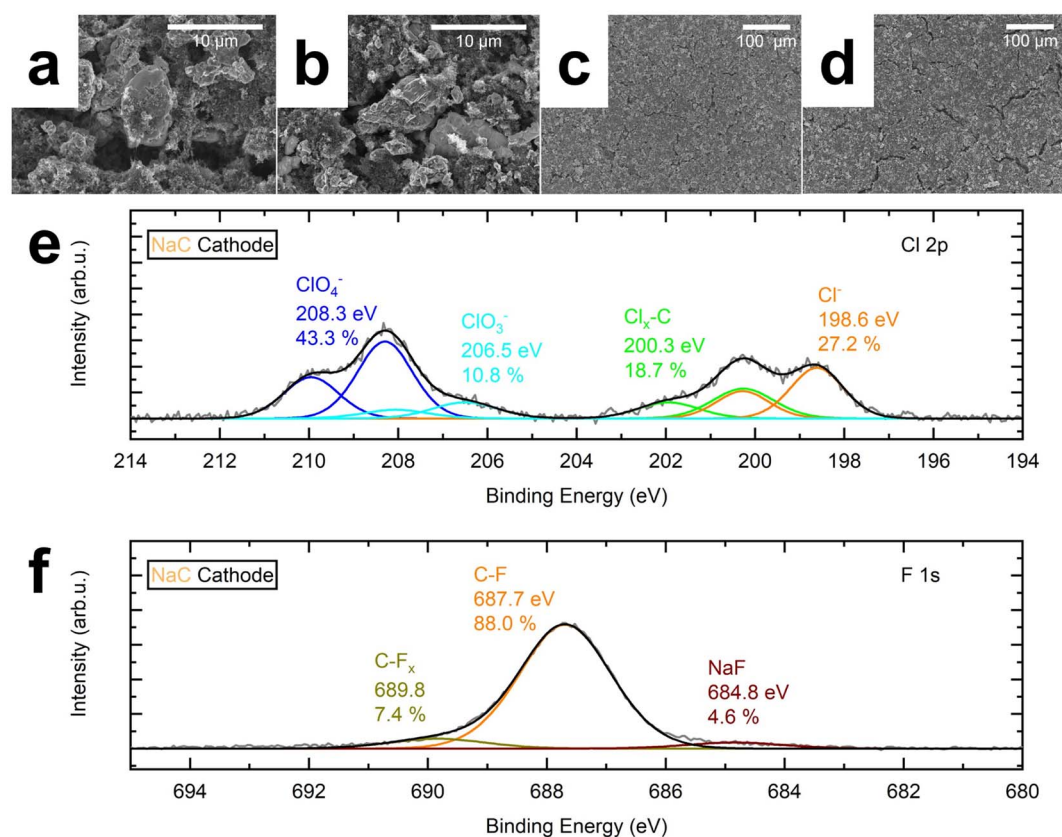 a
10 µm
b
10 µm
c
100 µm
d
100 µm
e
NaC Cathode
Cl 2p
ClO4-
208.3 eV
43.3 %
ClO3-
206.5 eV
10.8 %
Clx-C
200.3 eV
18.7 %
Cl-
198.6 eV
27.2 %
Intensity (arb.u.)
214 212 210 208 206 204 202 200 198 196 194
Binding Energy (eV)
f
NaC Cathode
F 1s
C-F
687.7 eV
88.0 %
C-Fx
689.8
7.4 %
NaF
684.8 eV
4.6 %
Intensity (arb.u.)
694 692 690 688 686 684 682 680
Binding Energy (eV)